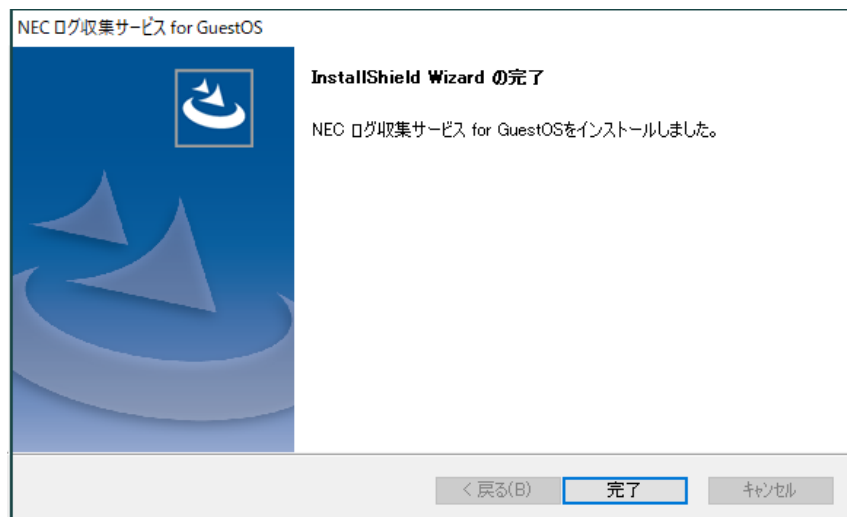 NEC ログ収集サービス for GuestOS
InstallShield Wizard の完了
NEC ログ収集サービス for GuestOSをインストールしました。
< 戻る(B)
完了
キャンセル